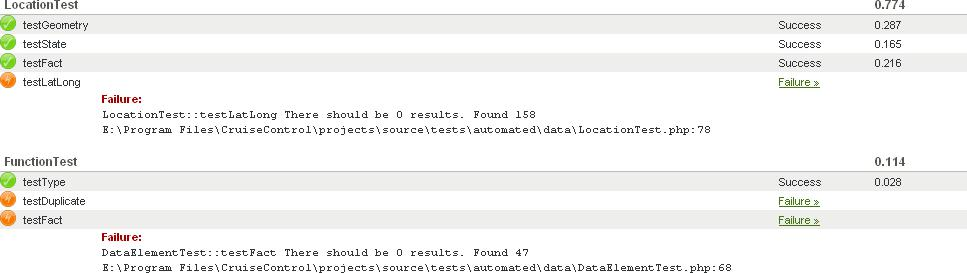 LocationTest 0.774
testGeometry Success 0.287
testState Success 0.165
testFact Success 0.216
testLatLong Failure »
Failure:
LocationTest::testLatLong There should be 0 results. Found 158
E:\Program Files\CruiseControl\projects\source\tests\automated\data\LocationTest.php:78
FunctionTest 0.114
testType Success 0.028
testDuplicate Failure »
testFact Failure »
Failure:
DataElementTest::testFact There should be 0 results. Found 47
E:\Program Files\CruiseControl\projects\source\tests\automated\data\DataElementTest.php:68